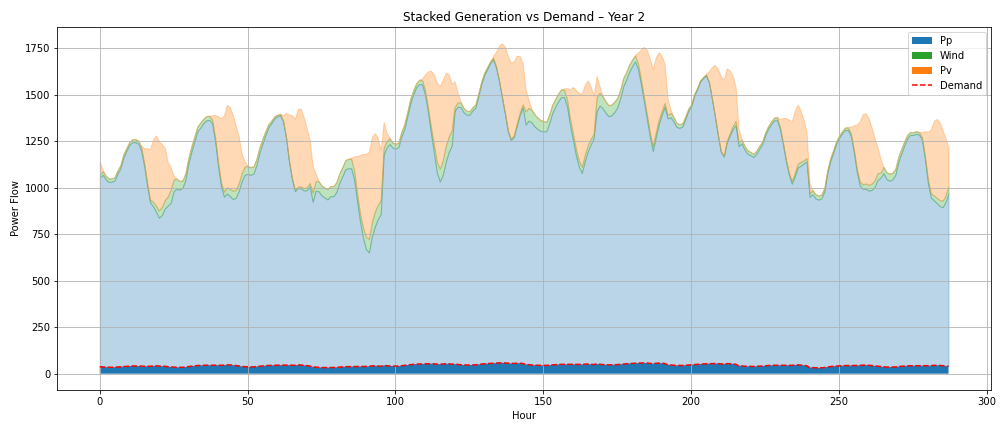 Stacked Generation vs Demand – Year 2
Power Flow
1750
1500
1250
1000
750
500
250
0
Pp
Wind
Pv
Demand
0 50 100 150 200 250 300
Hour